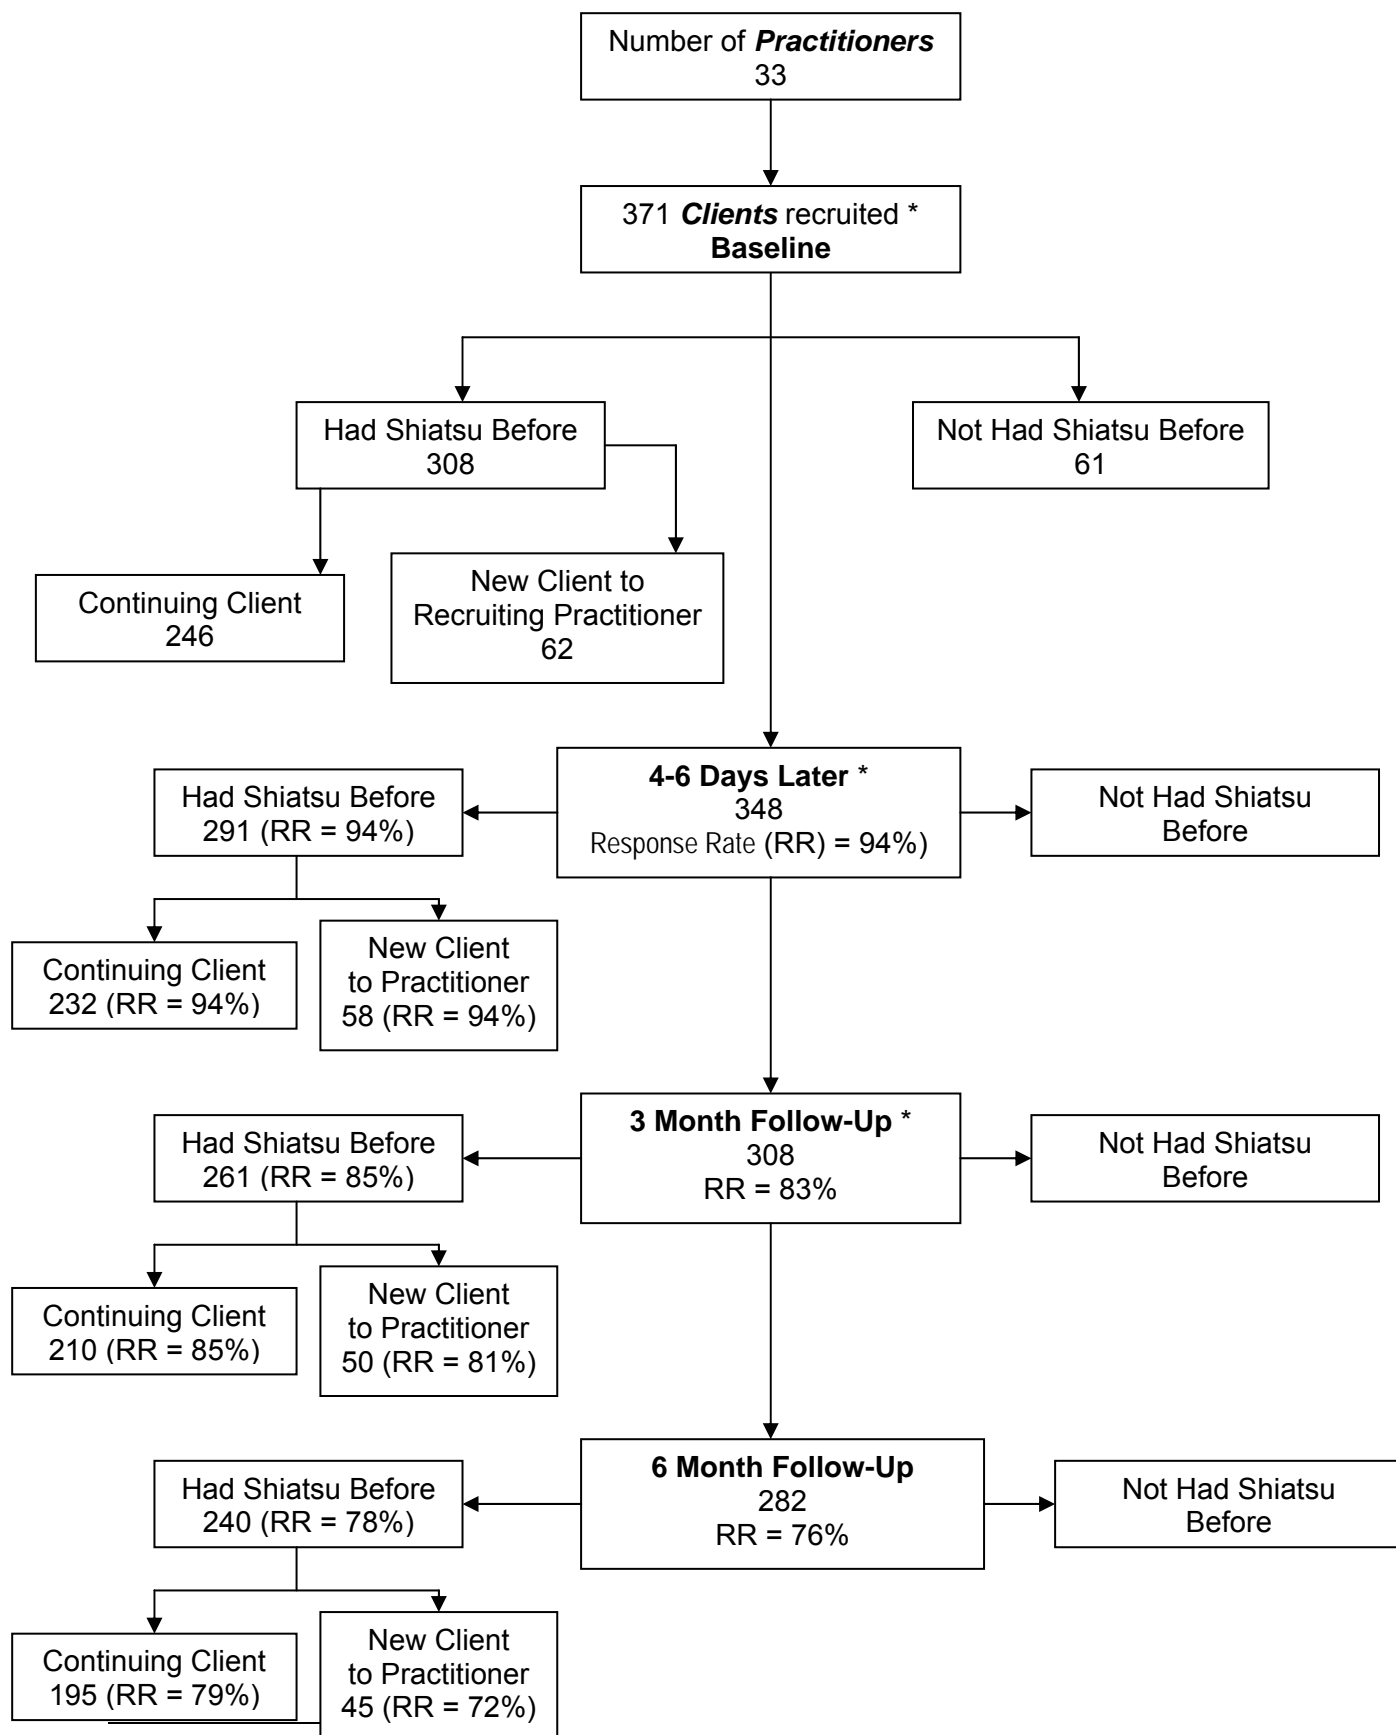 Number of Practitioners
33
371 Clients recruited *
Baseline
Had Shiatsu Before
308
Not Had Shiatsu Before
61
Continuing Client
246
New Client to
Recruiting Practitioner
62
4-6 Days Later *
348
Response Rate (RR) = 94%)
Had Shiatsu Before
291 (RR = 94%)
Not Had Shiatsu
Before
Continuing Client
232 (RR = 94%)
New Client
to Practitioner
58 (RR = 94%)
3 Month Follow-Up *
308
RR = 83%
Had Shiatsu Before
261 (RR = 85%)
Not Had Shiatsu
Before
Continuing Client
210 (RR = 85%)
New Client
to Practitioner
50 (RR = 81%)
6 Month Follow-Up
282
RR = 76%
Had Shiatsu Before
240 (RR = 78%)
Not Had Shiatsu
Before
Continuing Client
195 (RR = 79%)
New Client
to Practitioner
45 (RR = 72%)